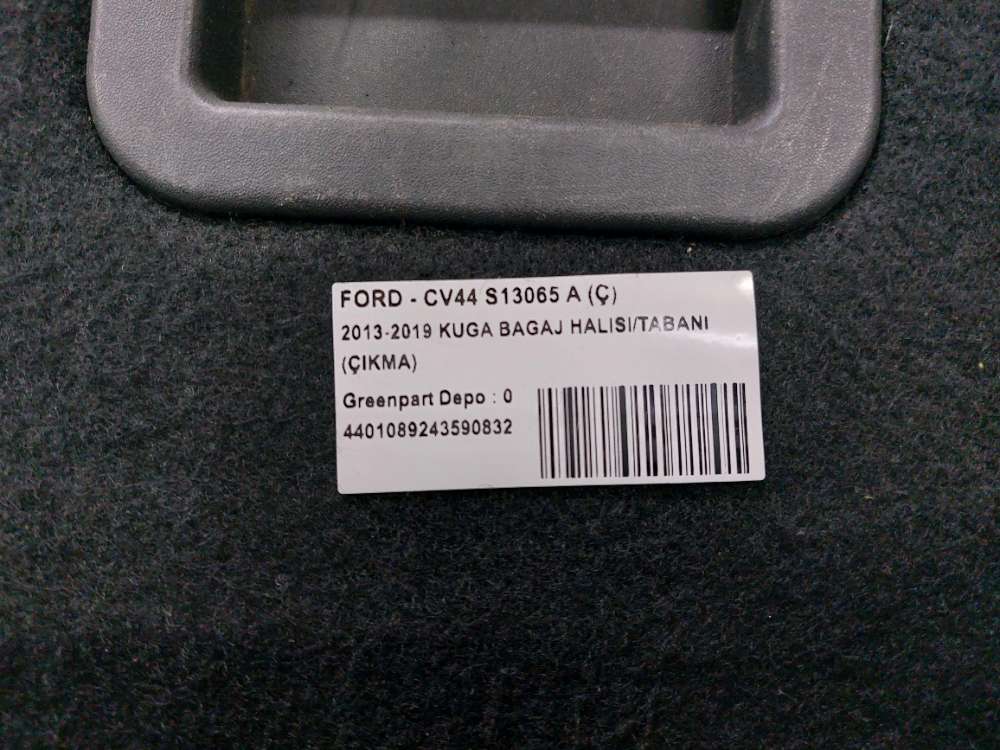 FORD - CV44 S13065 A (Ç)
2013-2019 KUGA BAGAJ HALISI/TABANI
(ÇIKMA)
Greenpart Depo : 0
4401089243590832